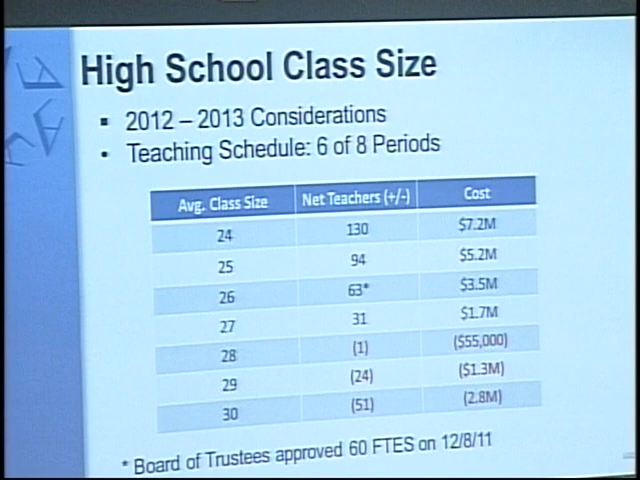 High School Class Size
▪ 2012 – 2013 Considerations
• Teaching Schedule: 6 of 8 Periods
Avg. Class Size Net Teachers (+/-) Cost
24 130 $7.2M
25 94 $5.2M
26 63* $3.5M
27 31 $1.7M
28 (1) ($55,000)
29 (24) ($1.3M)
30 (51) (2.8M)
* Board of Trustees approved 60 FTES on 12/8/11